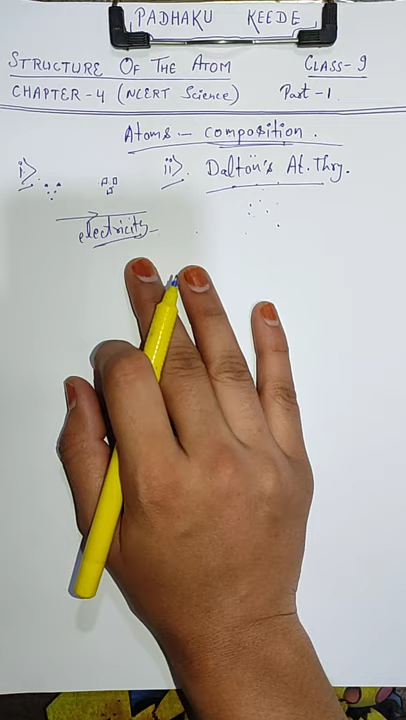 PADHAKU KEEDE
STRUCTURE OF THE ATOM CLASS-9
CHAPTER-4 (NCERT Science) Part-1.
Atoms - composition.
i> ii> Dalton's At. Thry.
electricity